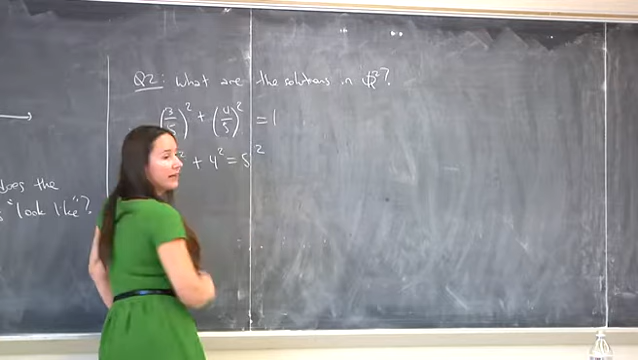 does the
"look like"?
Q2: What are the solutions in ℚ²?
(3/5)² + (4/5)² = 1
² + 4² = 5²